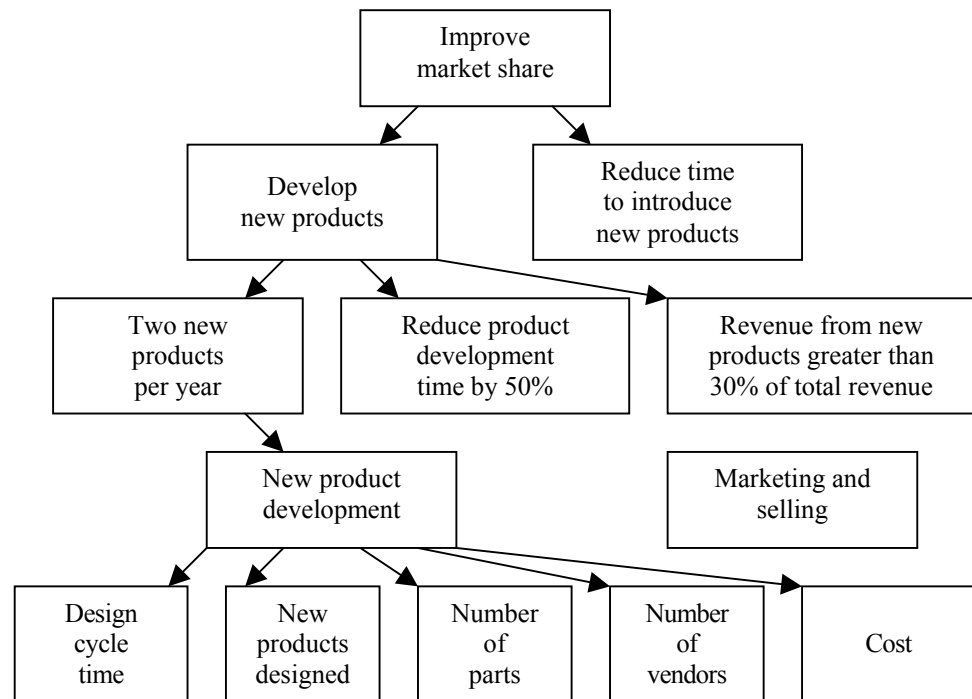 Improve
market share
Develop
new products
Reduce time
to introduce
new products
Two new
products
per year
Reduce product
development
time by 50%
Revenue from new
products greater than
30% of total revenue
New product
development
Marketing and
selling
Design
cycle
time
New
products
designed
Number
of
parts
Number
of
vendors
Cost